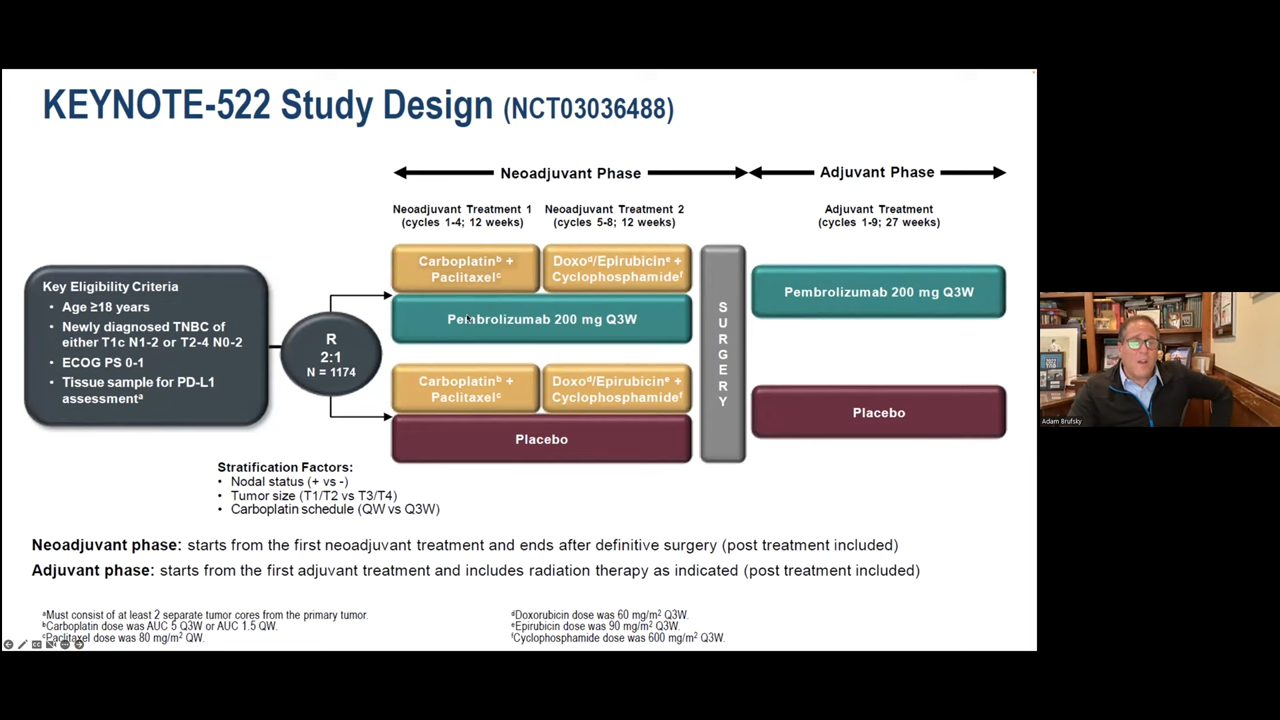 KEYNOTE-522 Study Design (NCT03036488)
Neoadjuvant Phase
Adjuvant Phase
Neoadjuvant Treatment 1
(cycles 1-4; 12 weeks)
Neoadjuvant Treatment 2
(cycles 5-8; 12 weeks)
Adjuvant Treatment
(cycles 1-9; 27 weeks)
Key Eligibility Criteria
• Age ≥18 years
• Newly diagnosed TNBC of
either T1c N1-2 or T2-4 N0-2
• ECOG PS 0-1
• Tissue sample for PD-L1
assessmentᵃ
R
2:1
N = 1174
Carboplatinᵇ +
Paclitaxelᶜ
Doxoᵈ/Epirubicinᵉ +
Cyclophosphamideᶠ
Pembrolizumab 200 mg Q3W
Carboplatinᵇ +
Paclitaxelᶜ
Doxoᵈ/Epirubicinᵉ +
Cyclophosphamideᶠ
Placebo
SURGERY
Pembrolizumab 200 mg Q3W
Placebo
Adam Brufsky
Stratification Factors:
• Nodal status (+ vs -)
• Tumor size (T1/T2 vs T3/T4)
• Carboplatin schedule (QW vs Q3W)
Neoadjuvant phase: starts from the first neoadjuvant treatment and ends after definitive surgery (post treatment included)
Adjuvant phase: starts from the first adjuvant treatment and includes radiation therapy as indicated (post treatment included)
ᵃMust consist of at least 2 separate tumor cores from the primary tumor.
ᵇCarboplatin dose was AUC 5 Q3W or AUC 1.5 QW.
ᶜPaclitaxel dose was 80 mg/m² QW.
ᵈDoxorubicin dose was 60 mg/m² Q3W.
ᵉEpirubicin dose was 90 mg/m² Q3W.
ᶠCyclophosphamide dose was 600 mg/m² Q3W.